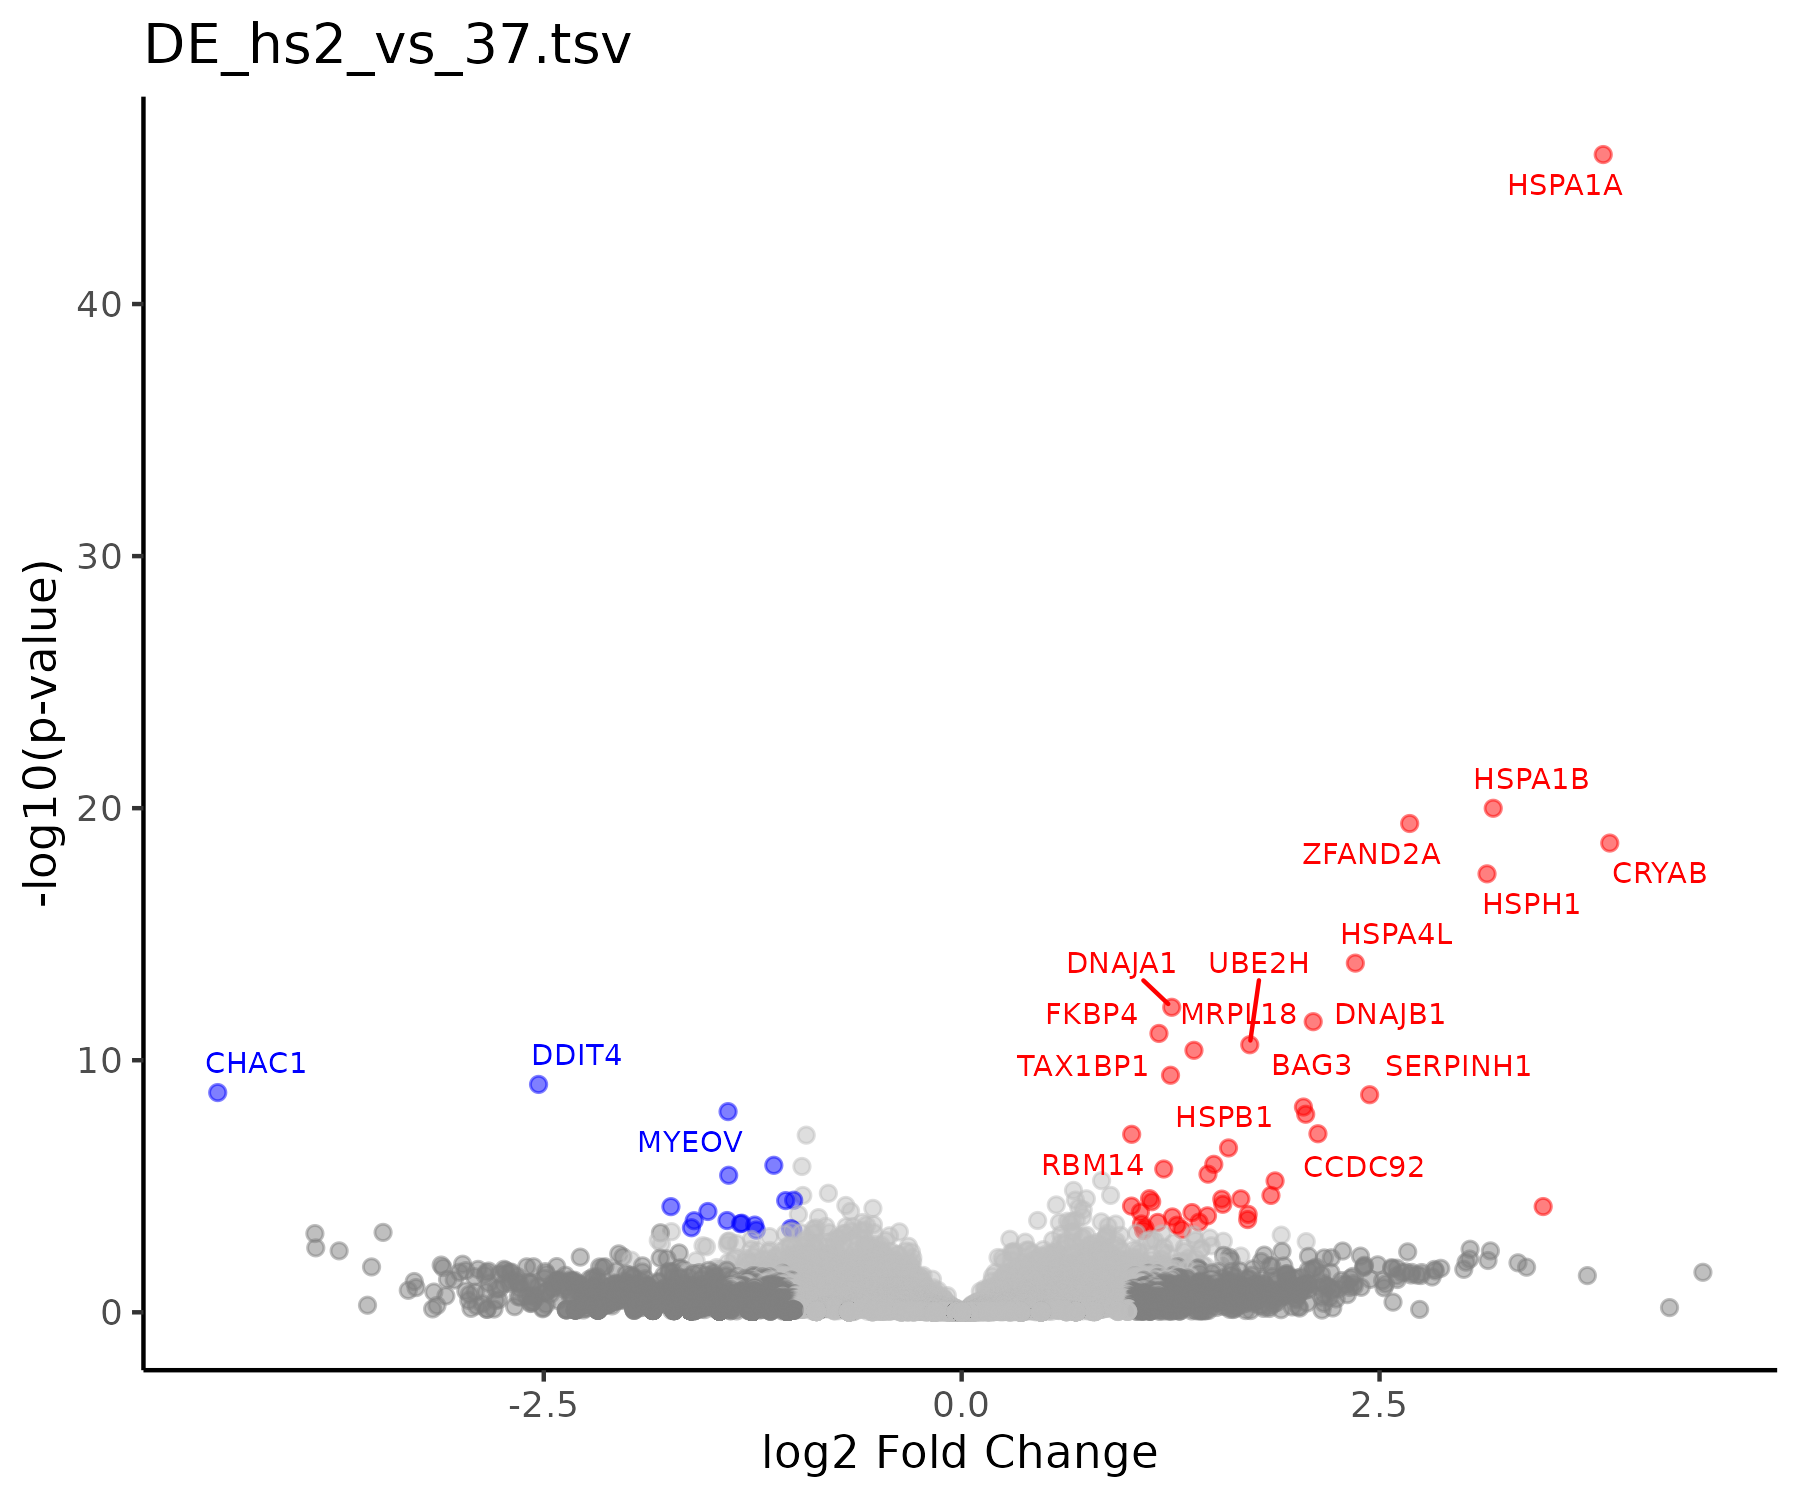 DE_hs2_vs_37.tsv
HSPA1A
40
30
-log10(p-value)
HSPA1B
20
ZFAND2A
CRYAB
HSPH1
HSPA4L
DNAJA1
UBE2H
FKBP4
MRPL18
DNAJB1
CHAC1
DDIT4
10
TAX1BP1
BAG3
SERPINH1
HSPB1
MYEOV
RBM14
CCDC92
0
-2.5
0.0
2.5
log2 Fold Change